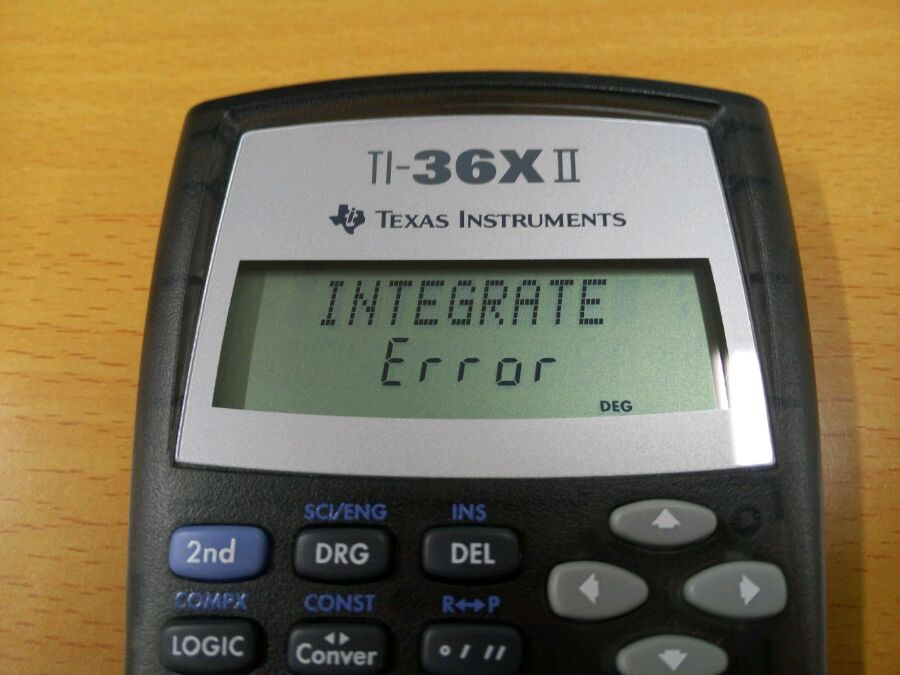 TI-36X II
TEXAS INSTRUMENTS
INTEGRATE
Error
DEG
SCI/ENG INS
2nd DRG DEL
COMPX CONST R↔P
LOGIC Conver ° ′ ″